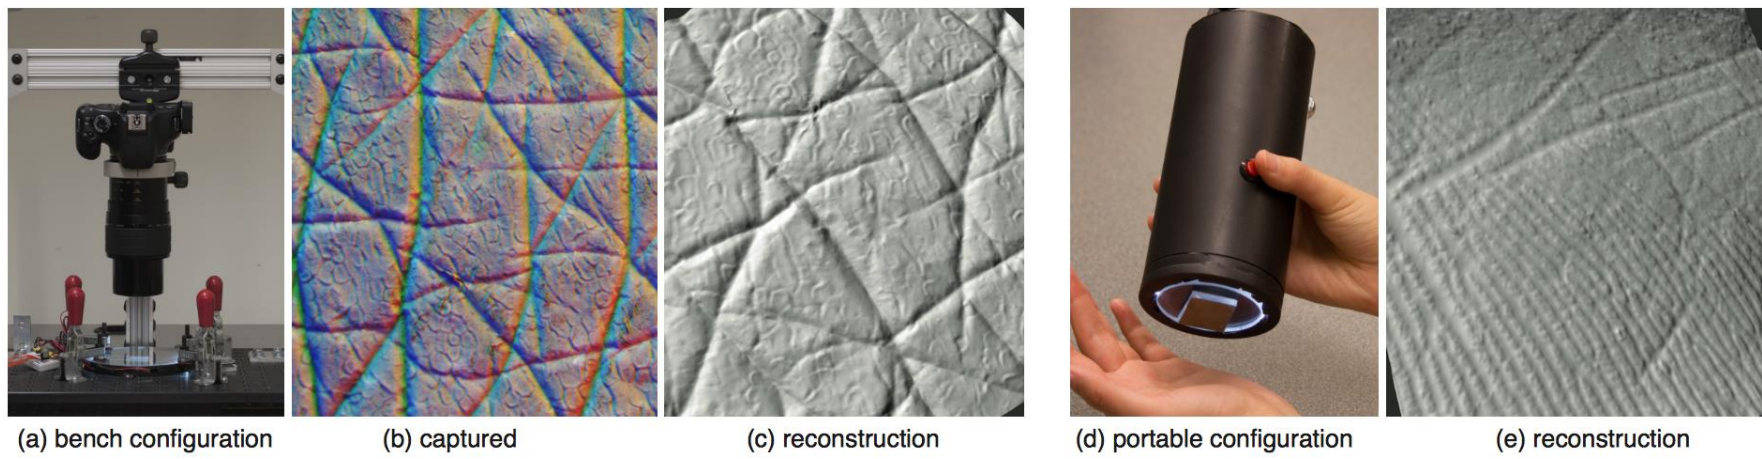 (a) bench configuration
(b) captured
(c) reconstruction
(d) portable configuration
(e) reconstruction